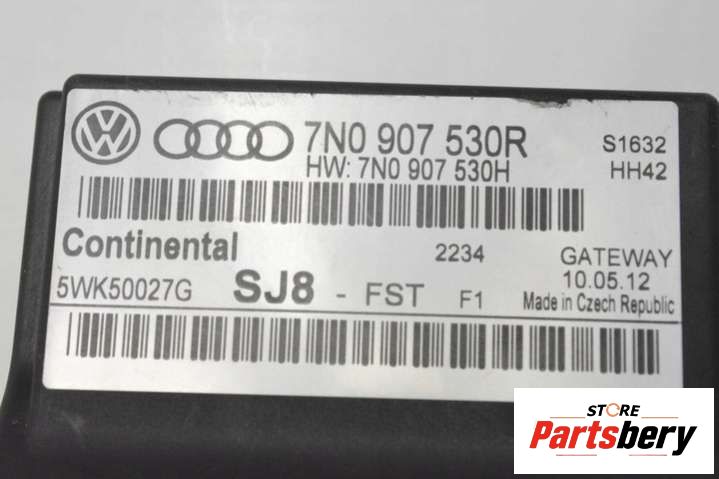 7N0 907 530R
S1632
HW: 7N0 907 530H
HH42
Continental
2234
GATEWAY
5WK50027G
SJ8 - FST F1
10.05.12
Made in Czech Republic
STORE
Partsbery